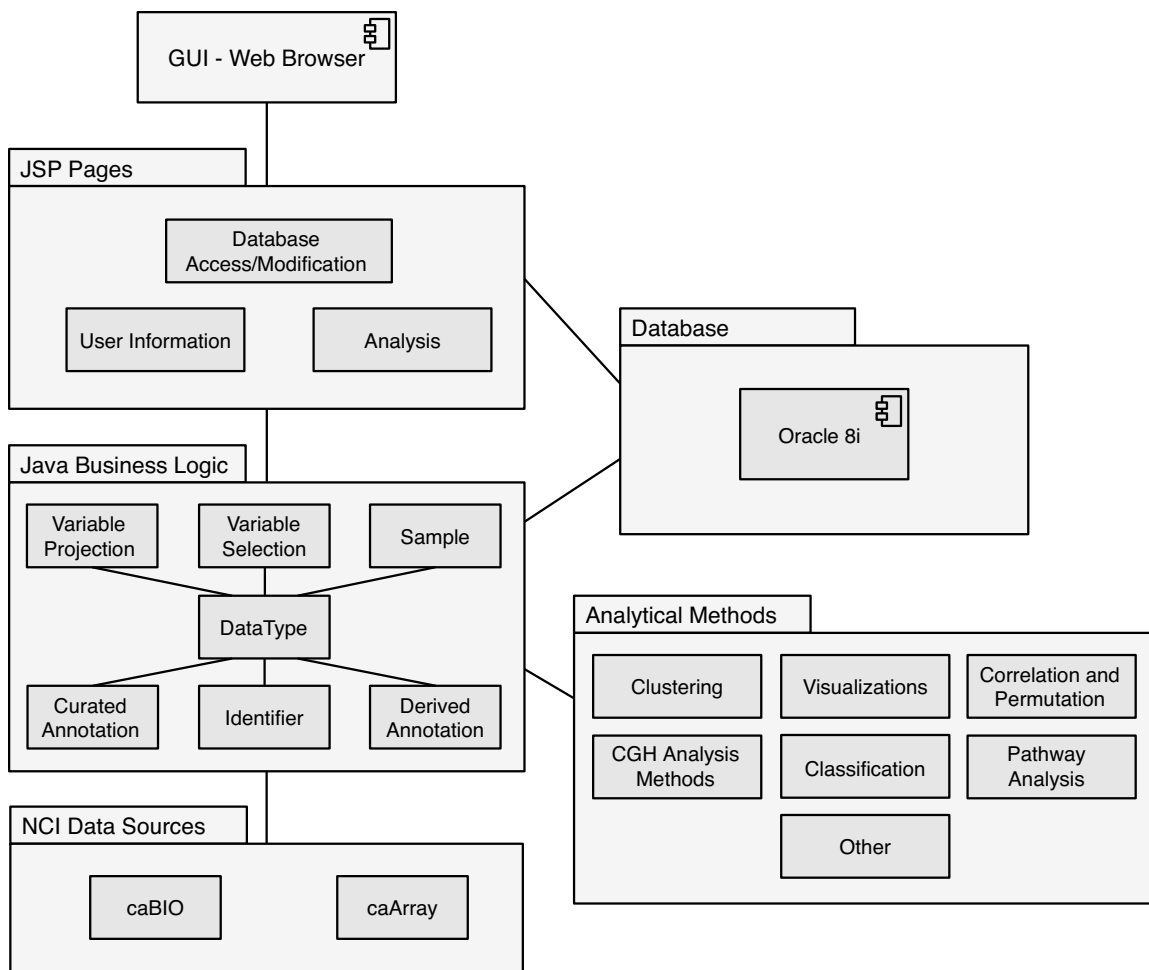 GUI - Web Browser
JSP Pages
Database
Access/Modification
User Information
Analysis
Database
Oracle 8i
Java Business Logic
Variable
Projection
Variable
Selection
Sample
DataType
Curated
Annotation
Identifier
Derived
Annotation
Analytical Methods
Clustering
Visualizations
Correlation and
Permutation
CGH Analysis
Methods
Classification
Pathway
Analysis
Other
NCI Data Sources
caBIO
caArray